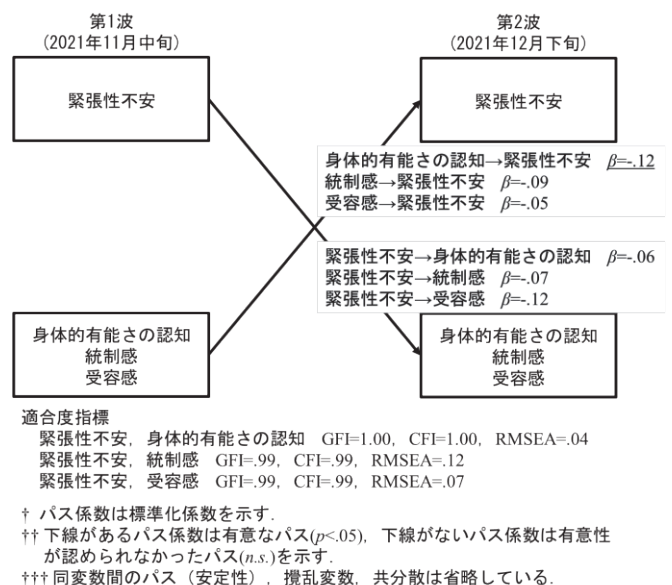 第1波
(2021年11月中旬)
第2波
(2021年12月下旬)
緊張性不安
緊張性不安
身体的有能さの認知→緊張性不安 β=-.12
統制感→緊張性不安 β=-.09
受容感→緊張性不安 β=-.05
緊張性不安→身体的有能さの認知 β=-.06
緊張性不安→統制感 β=-.07
緊張性不安→受容感 β=-.12
身体的有能さの認知
統制感
受容感
身体的有能さの認知
統制感
受容感
適合度指標
緊張性不安, 身体的有能さの認知 GFI=1.00, CFI=1.00, RMSEA=.04
緊張性不安, 統制感 GFI=.99, CFI=.99, RMSEA=.12
緊張性不安, 受容感 GFI=.99, CFI=.99, RMSEA=.07
† パス係数は標準化係数を示す.
†† 下線があるパス係数は有意なパス(p<.05), 下線がないパス係数は有意性
が認められなかったパス(n.s.)を示す.
††† 同変数間のパス（安定性）, 攪乱変数, 共分散は省略している.